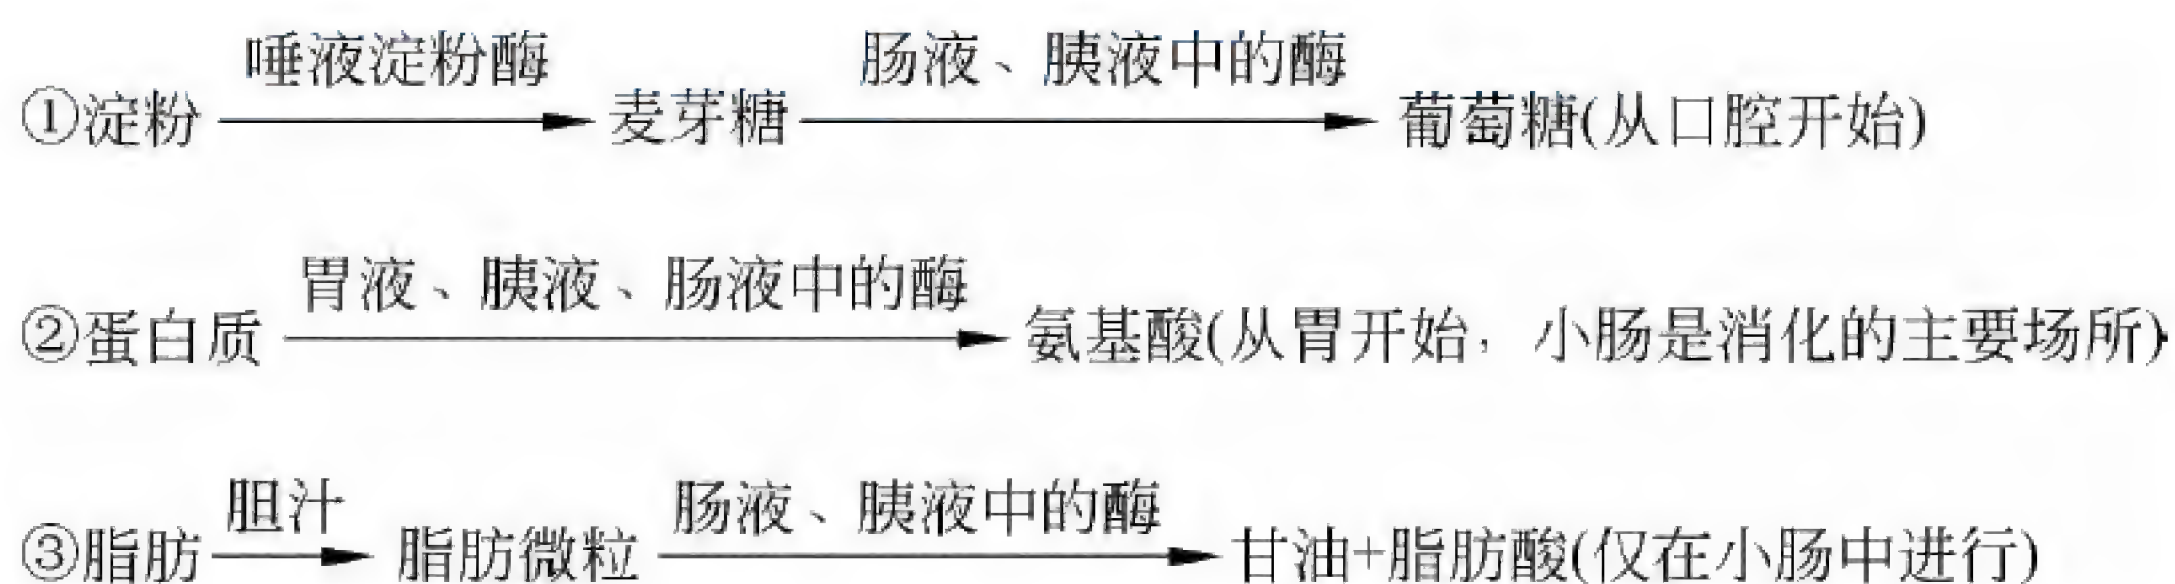 唾液淀粉酶 肠液、胰液中的酶
①淀粉 麦芽糖 葡萄糖(从口腔开始)
胃液、胰液、肠液中的酶
②蛋白质 氨基酸(从胃开始，小肠是消化的主要场所)
胆汁 肠液、胰液中的酶
③脂肪 脂肪微粒 甘油+脂肪酸(仅在小肠中进行)